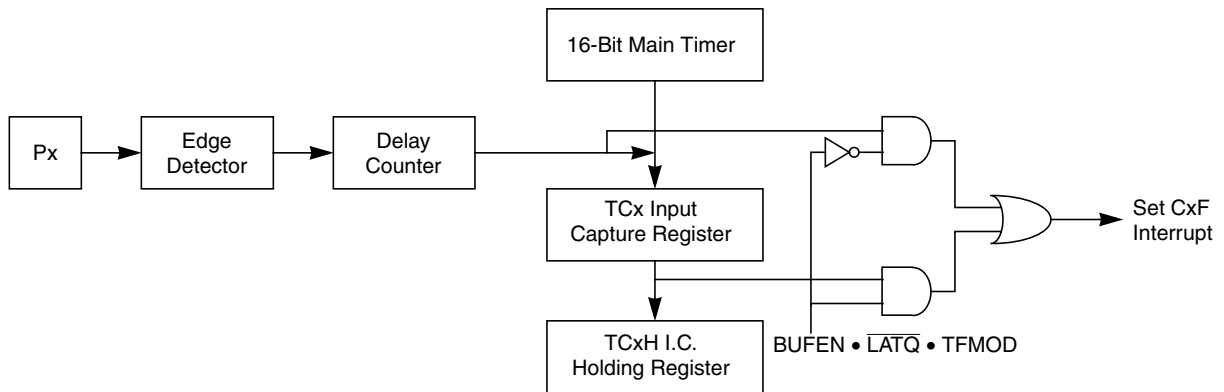 16-Bit Main Timer
Px
Edge
Detector
Delay
Counter
TCx Input
Capture Register
Set CxF
Interrupt
TCxH I.C.
Holding Register
BUFEN • L̅A̅T̅Q̅ • TFMOD